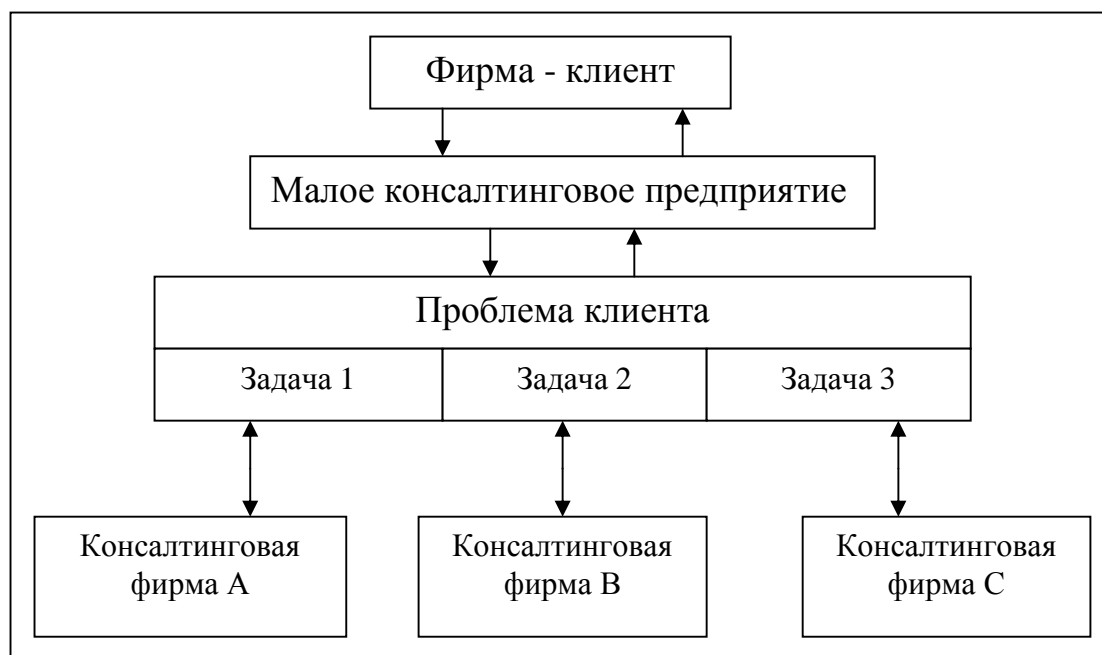 Фирма - клиент
Малое консалтинговое предприятие
Проблема клиента
Задача 1
Задача 2
Задача 3
Консалтинговая
фирма А
Консалтинговая
фирма В
Консалтинговая
фирма С